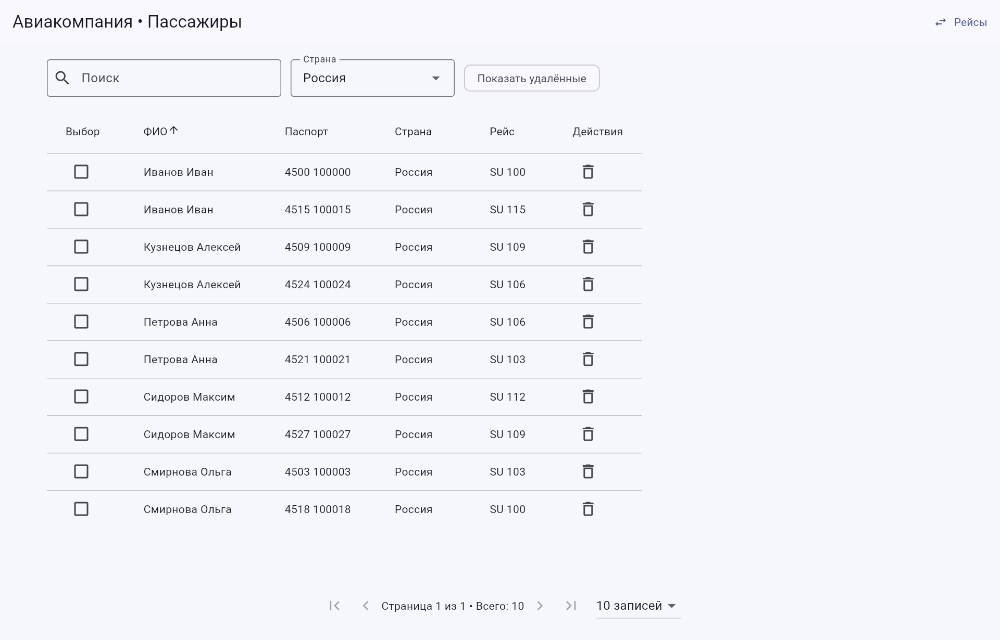 Авиакомпания • Пассажиры
Рейсы
Страна
Поиск
Россия
Показать удалённые
Выбор ФИО Паспорт Страна Рейс Действия
Иванов Иван 4500 100000 Россия SU 100
Иванов Иван 4515 100015 Россия SU 115
Кузнецов Алексей 4509 100009 Россия SU 109
Кузнецов Алексей 4524 100024 Россия SU 106
Петрова Анна 4506 100006 Россия SU 106
Петрова Анна 4521 100021 Россия SU 103
Сидоров Максим 4512 100012 Россия SU 112
Сидоров Максим 4527 100027 Россия SU 109
Смирнова Ольга 4503 100003 Россия SU 103
Смирнова Ольга 4518 100018 Россия SU 100
Страница 1 из 1 • Всего: 10
10 записей